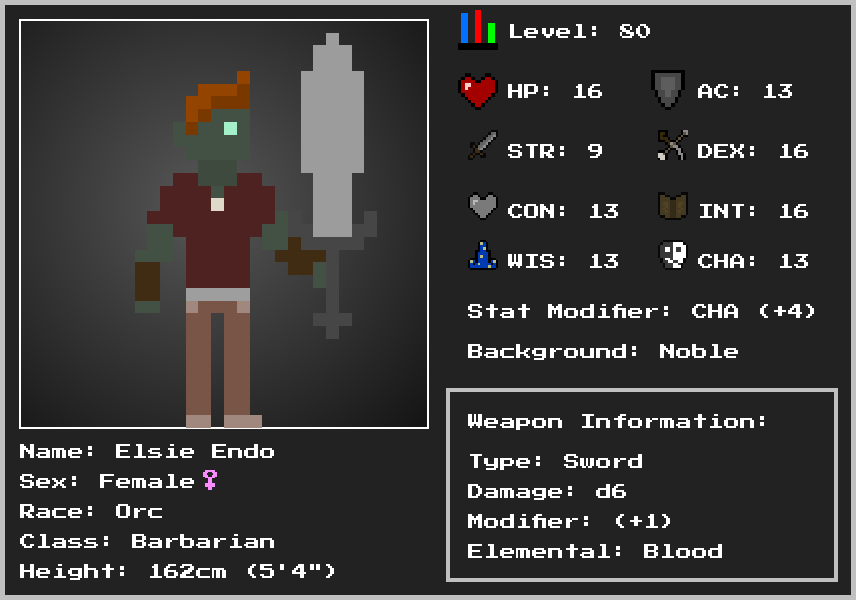 Level: 80
HP: 16
AC: 13
STR: 9
DEX: 16
CON: 13
INT: 16
WIS: 13
CHA: 13
Stat Modifier: CHA (+4)
Background: Noble
Weapon Information:
Type: Sword
Damage: d6
Modifier: (+1)
Elemental: Blood
Name: Elsie Endo
Sex: Female♀
Race: Orc
Class: Barbarian
Height: 162cm (5'4")